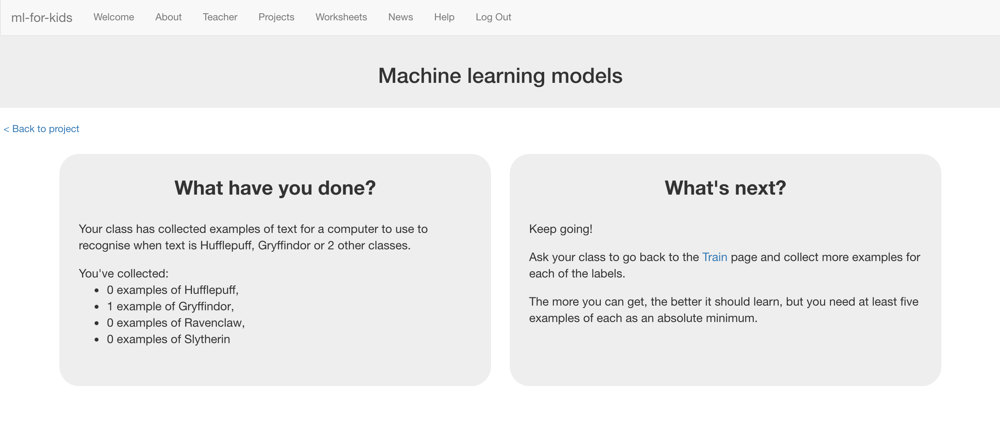 ml-for-kids Welcome About Teacher Projects Worksheets News Help Log Out
Machine learning models
< Back to project
What have you done?
Your class has collected examples of text for a computer to use to
recognise when text is Hufflepuff, Gryffindor or 2 other classes.
You've collected:
• 0 examples of Hufflepuff,
• 1 example of Gryffindor,
• 0 examples of Ravenclaw,
• 0 examples of Slytherin
What's next?
Keep going!
Ask your class to go back to the Train page and collect more examples for
each of the labels.
The more you can get, the better it should learn, but you need at least five
examples of each as an absolute minimum.